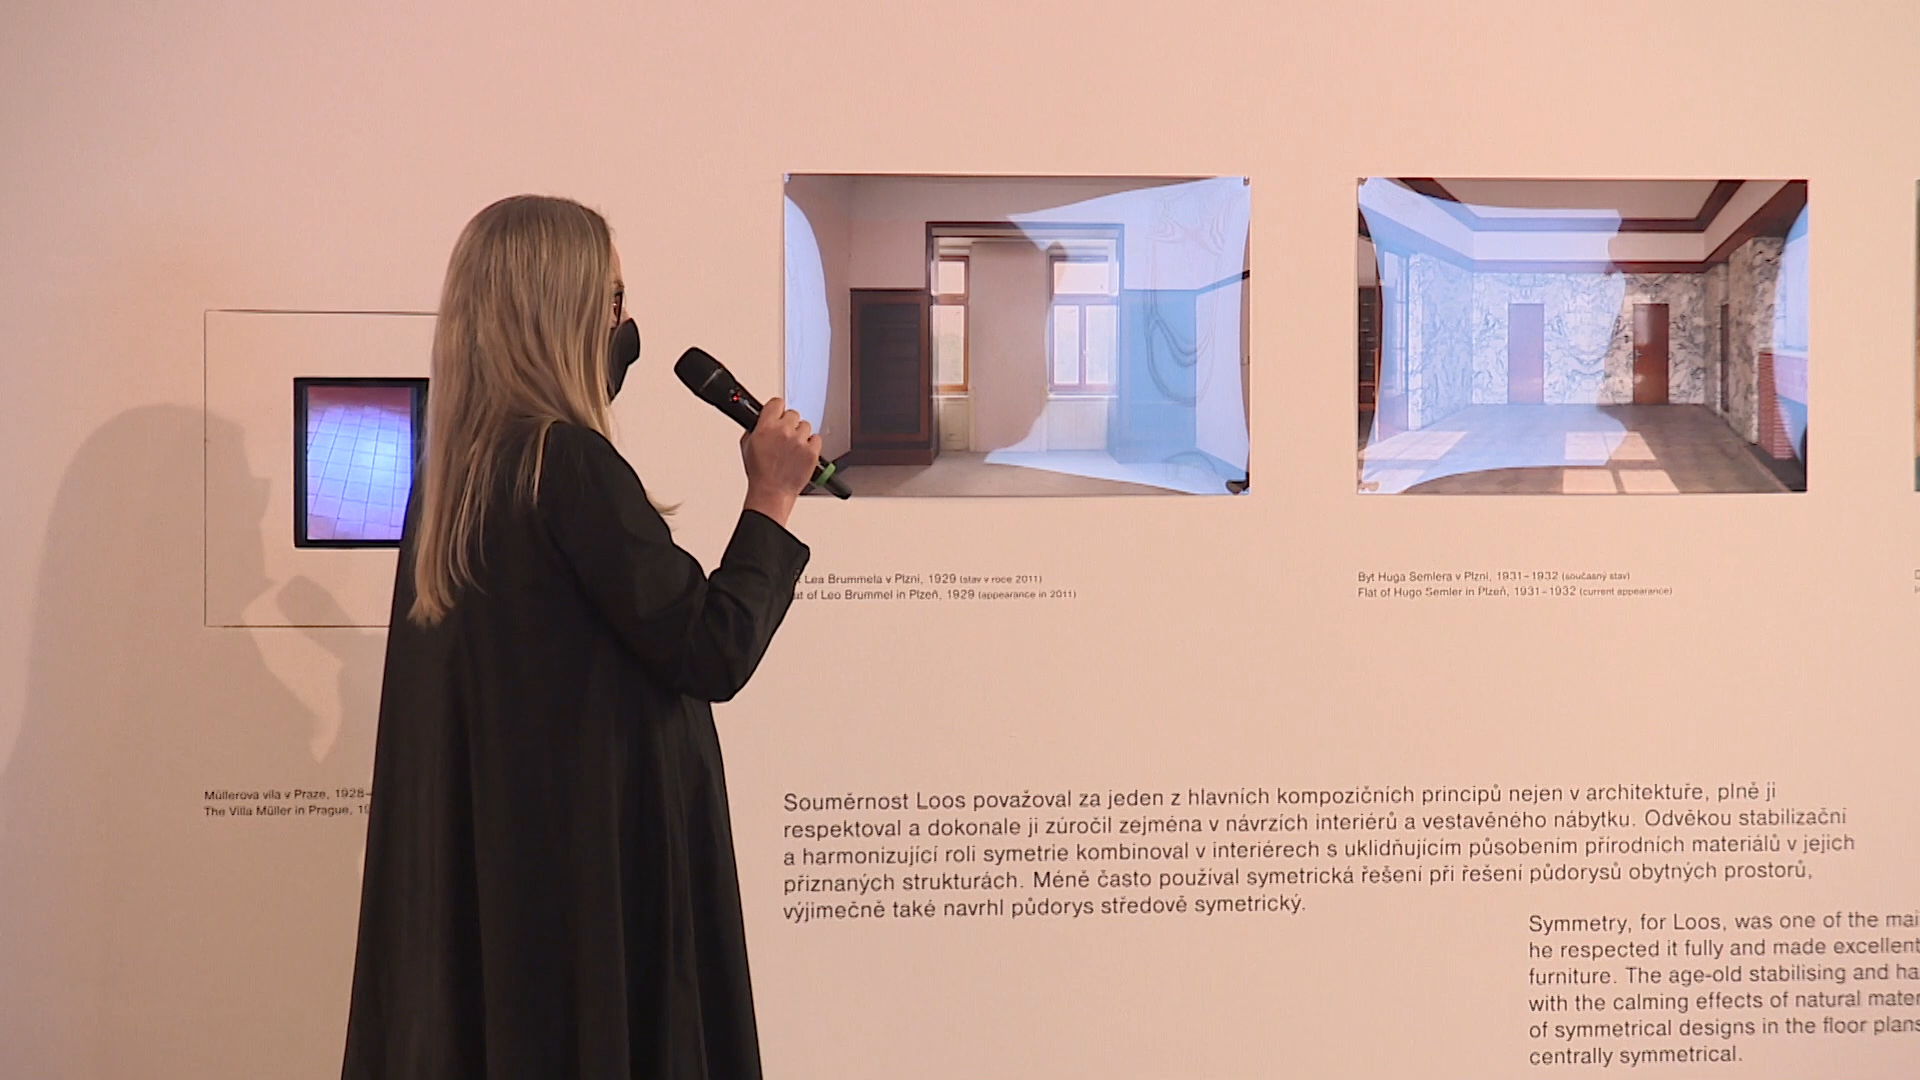 Lea Brummela v Plzni, 1929 (stav v roce 2011)
of Leo Brummel in Plzeň, 1929 (appearance in 2011)
Byt Huga Semlera v Plzni, 1931–1932 (současný stav)
Flat of Hugo Semler in Plzeň, 1931–1932 (current appearance)
Müllerova vila v Praze, 1928–
The Villa Müller in Prague,
Souměrnost Loos považoval za jeden z hlavních kompozičních principů nejen v architektuře, plně ji
respektoval a dokonale ji zúročil zejména v návrzích interiérů a vestavěného nábytku. Odvěkou stabilizační
a harmonizující roli symetrie kombinoval v interiérech s uklidňujícím působením přírodních materiálů v jejich
přiznaných strukturách. Méně často používal symetrická řešení při řešení půdorysů obytných prostorů,
výjimečně také navrhl půdorys středově symetrický.
Symmetry, for Loos, was one of the mai
he respected it fully and made excellent
furniture. The age-old stabilising and ha
with the calming effects of natural mater
of symmetrical designs in the floor plans
centrally symmetrical.